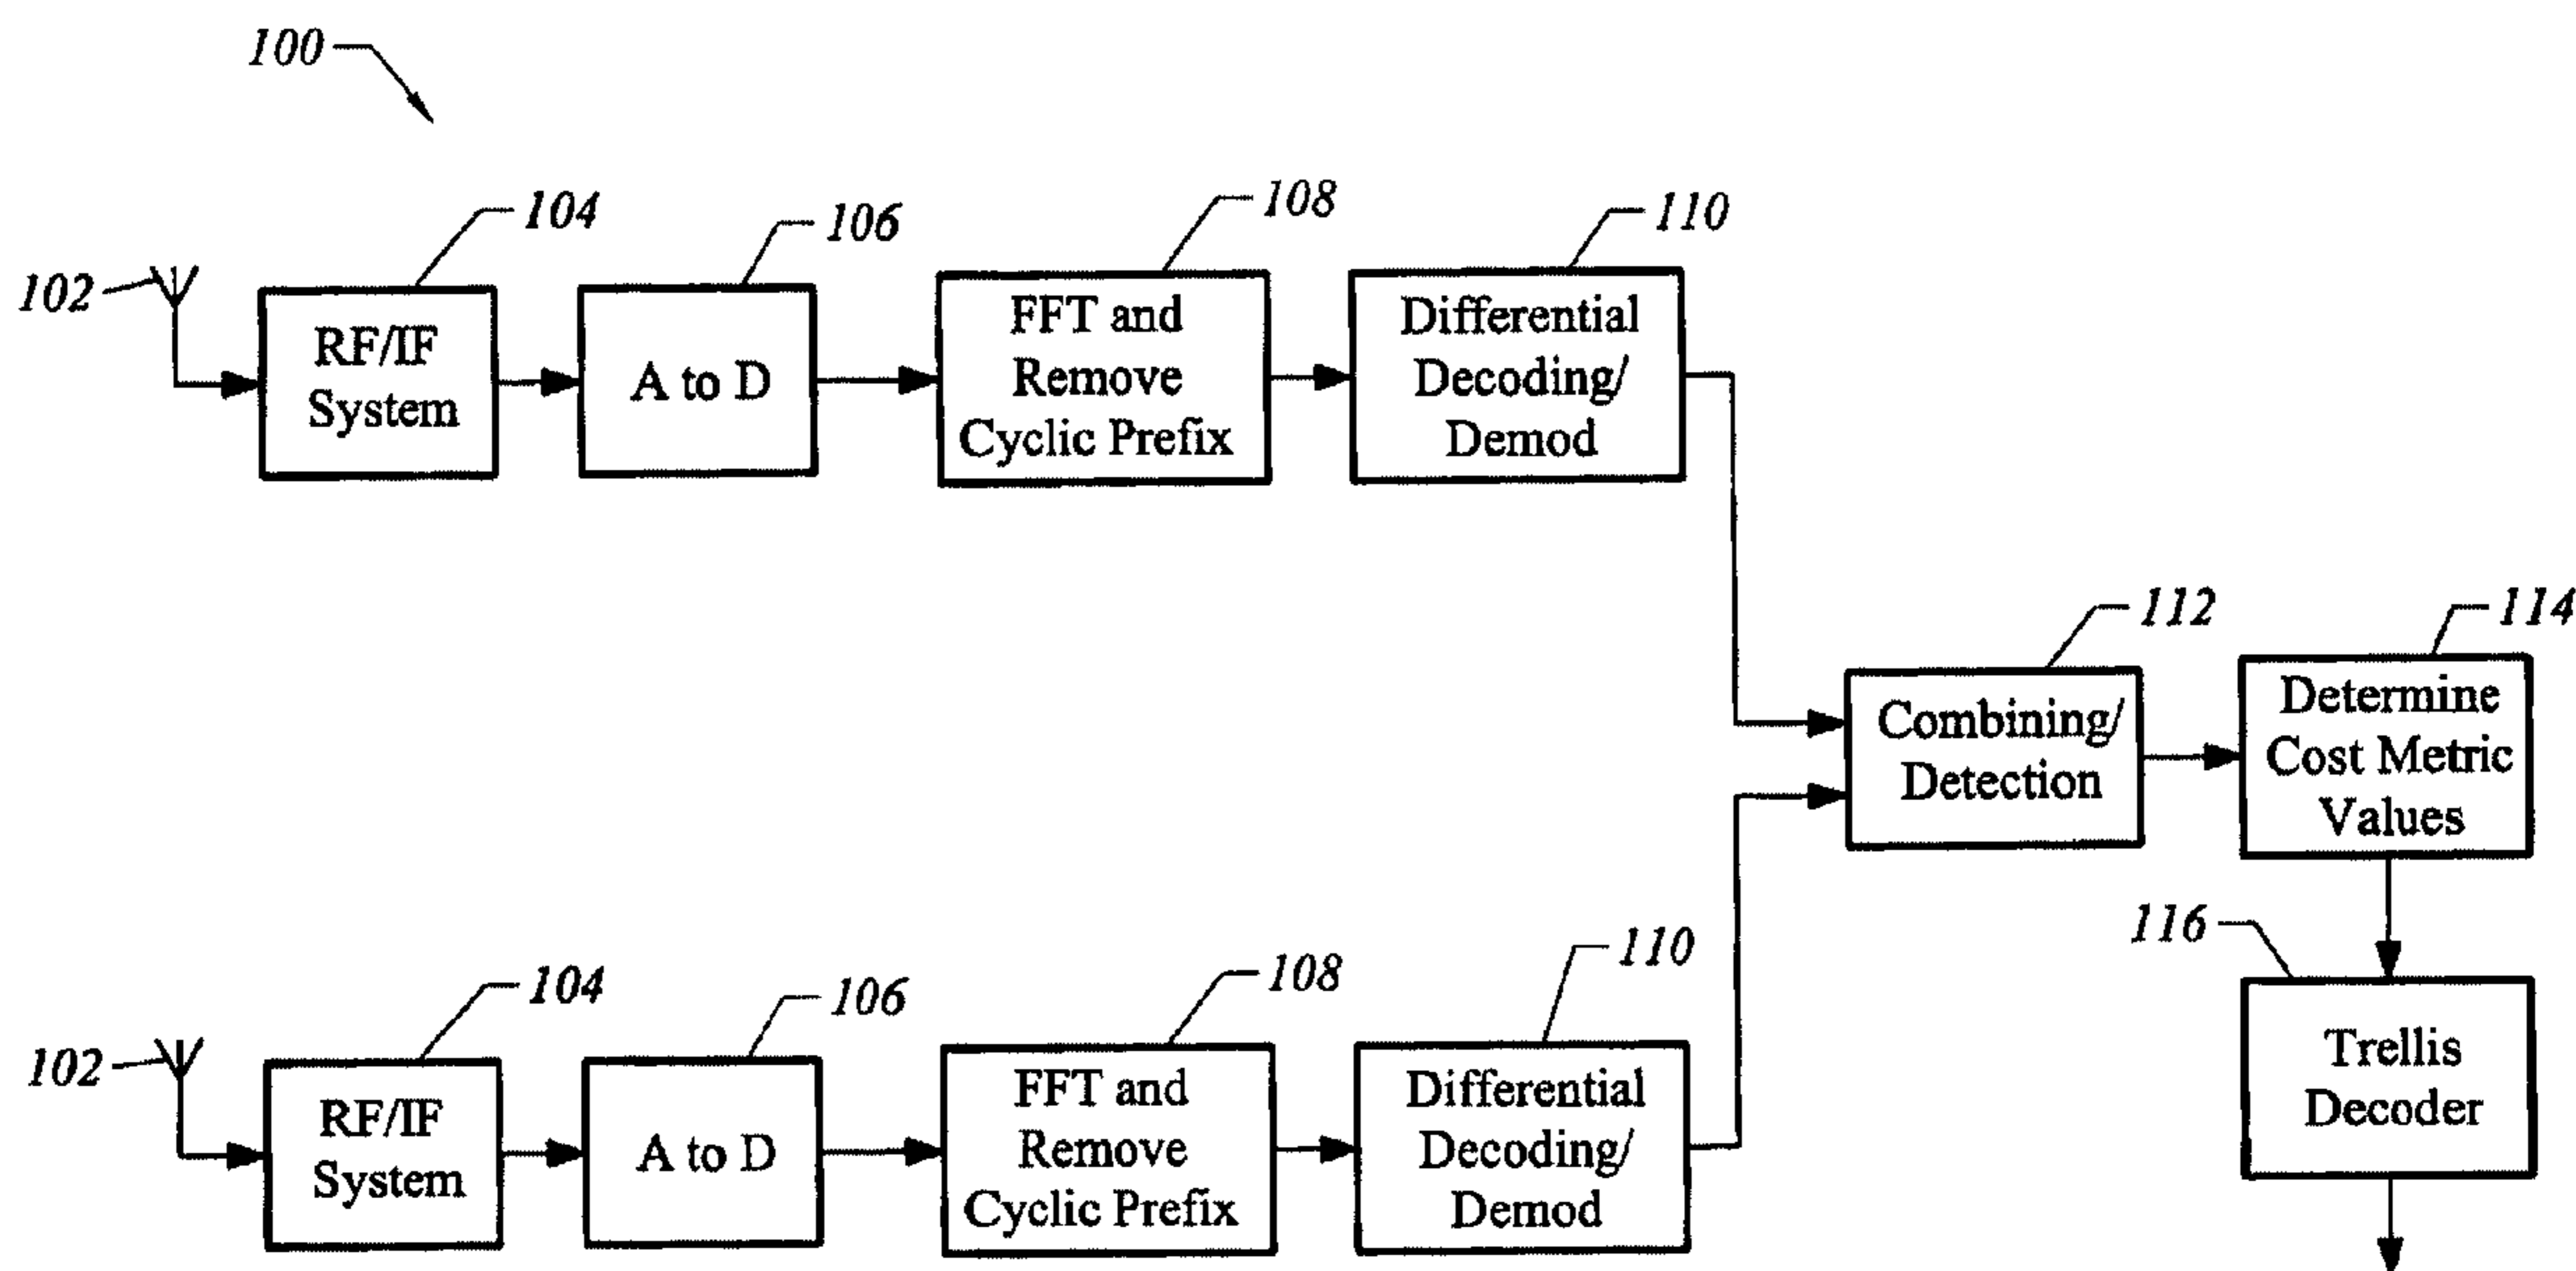 100
102
104
RF/IF
System
106
A to D
108
FFT and
Remove
Cyclic Prefix
110
Differential
Decoding/
Demod
112
Combining/
Detection
114
Determine
Cost Metric
Values
116
Trellis
Decoder
102
104
RF/IF
System
106
A to D
108
FFT and
Remove
Cyclic Prefix
110
Differential
Decoding/
Demod